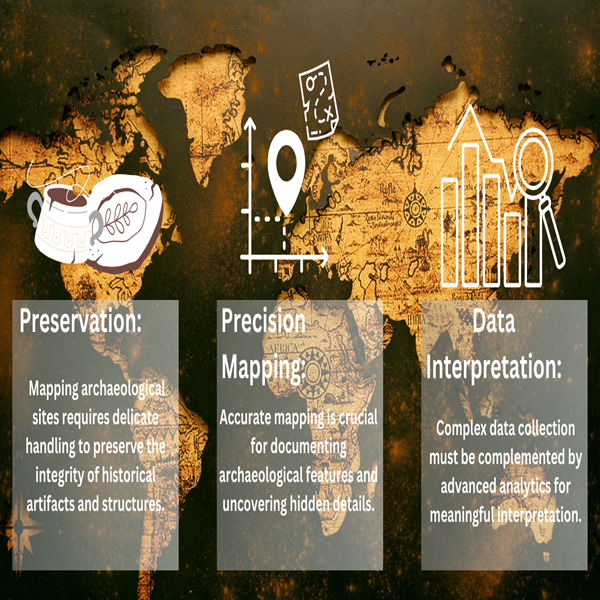 Preservation:
Mapping archaeological
sites requires delicate
handling to preserve the
integrity of historical
artifacts and structures.
Precision
Mapping:
Accurate mapping is crucial
for documenting
archaeological features and
uncovering hidden details.
Data
Interpretation:
Complex data collection
must be complemented by
advanced analytics for
meaningful interpretation.
AFRICA